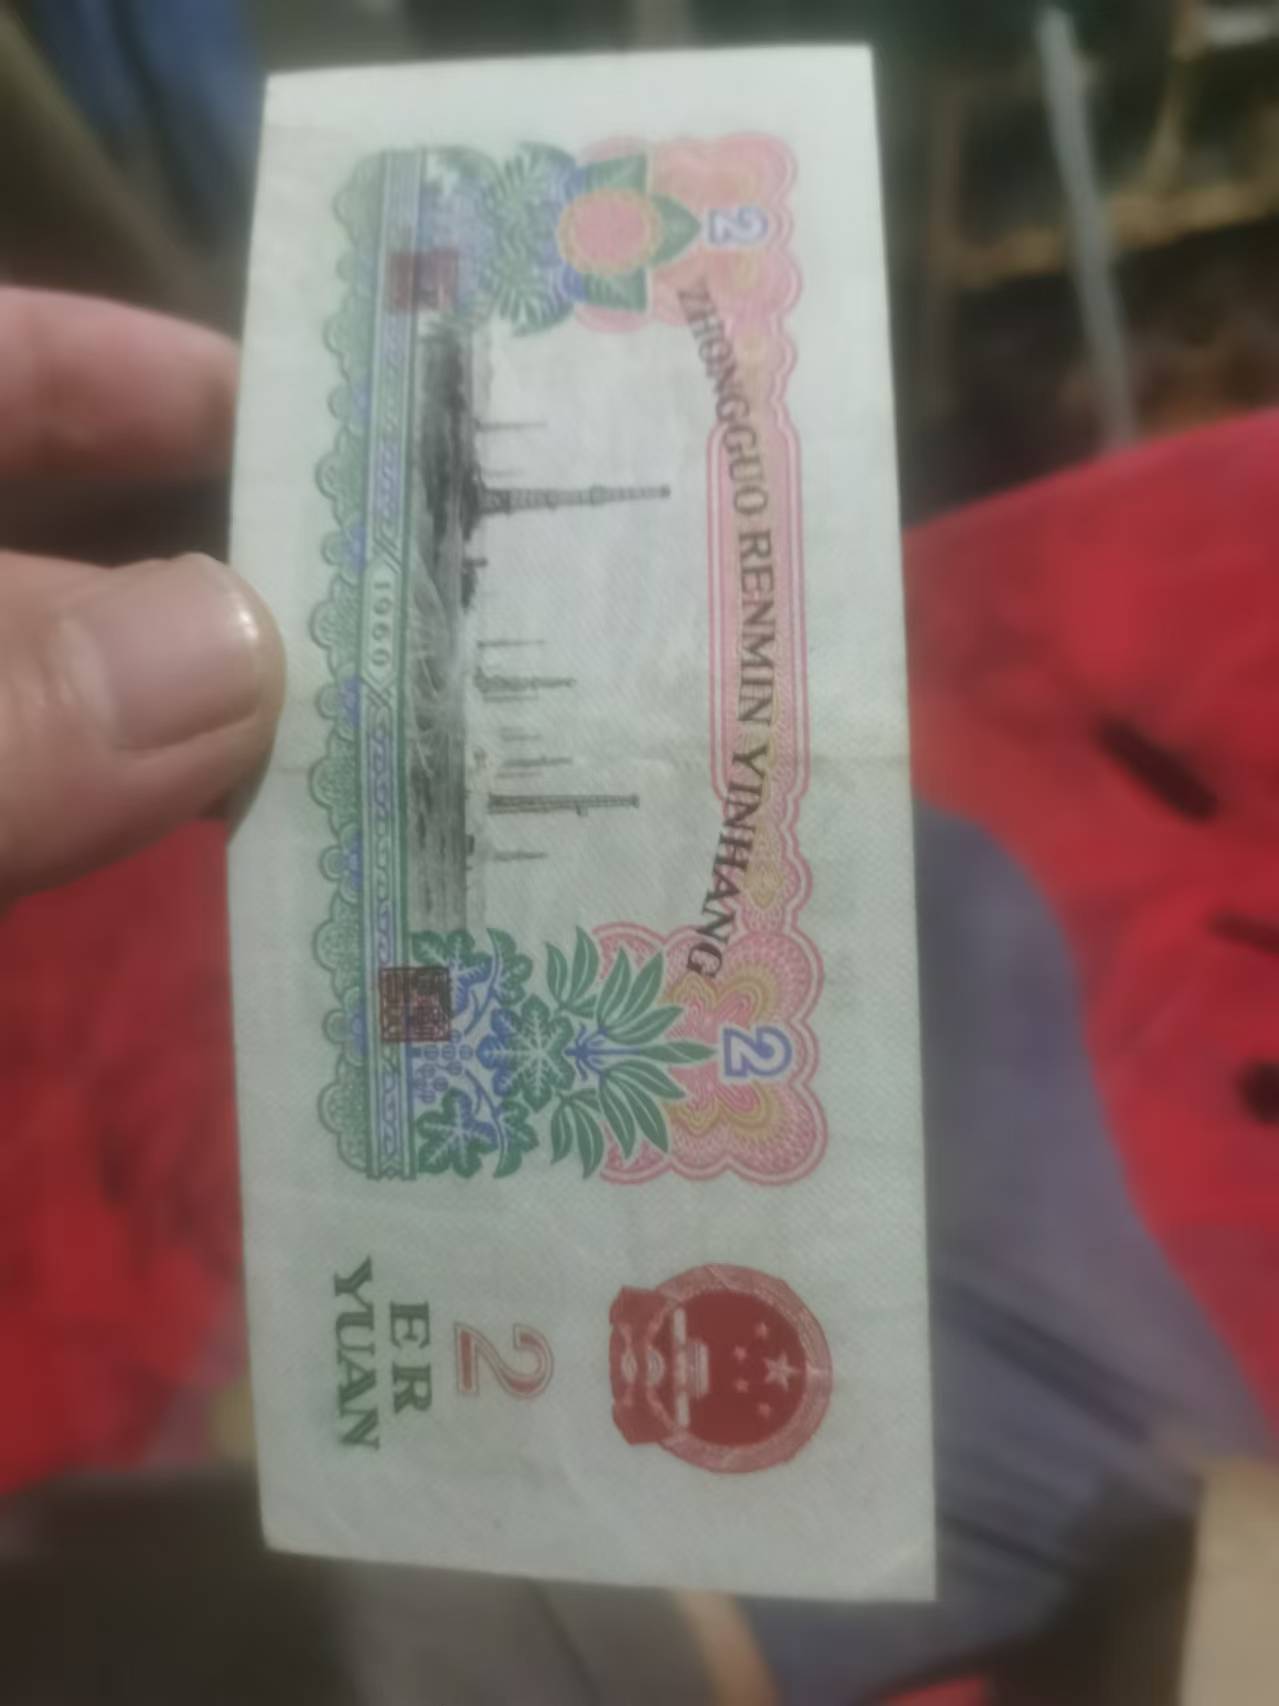 ZHONGGUO RENMIN YINHANG
2
2
1960
2
ER
YUAN